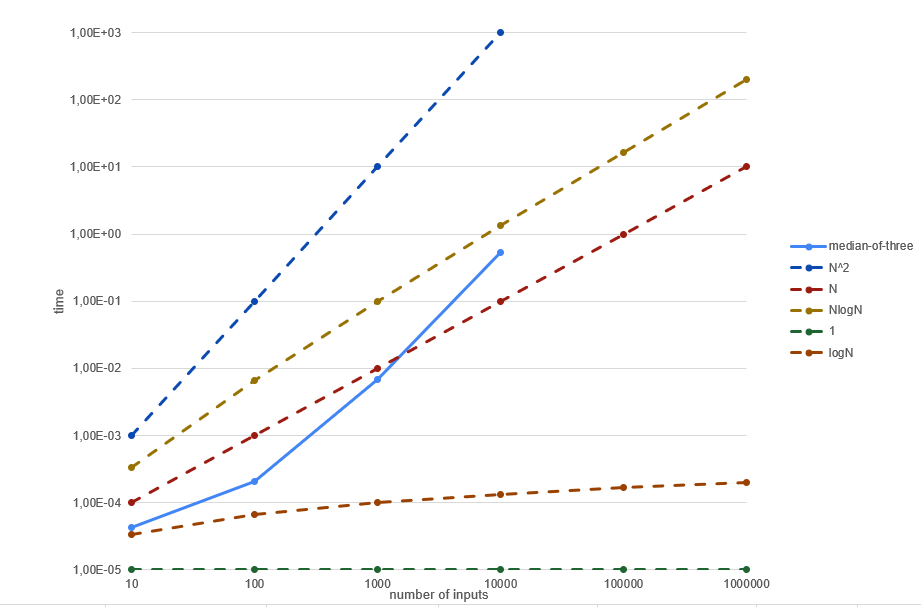 1,00E+03
1,00E+02
1,00E+01
1,00E+00
1,00E-01
1,00E-02
1,00E-03
1,00E-04
1,00E-05
time
10 100 1000 10000 100000 1000000
number of inputs
median-of-three
N^2
N
NlogN
1
logN